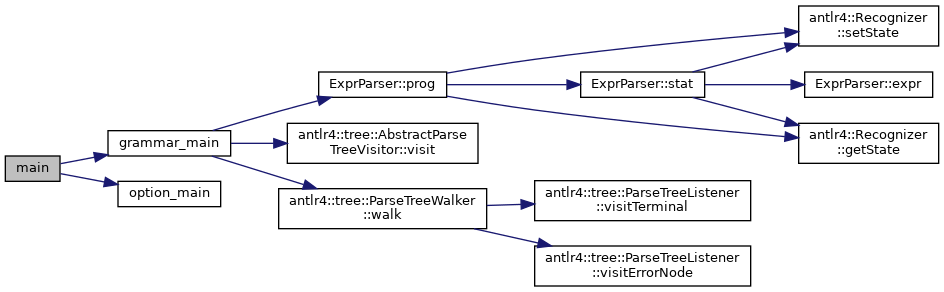 main
grammar_main
option_main
ExprParser::prog
antlr4::tree::AbstractParse
TreeVisitor::visit
antlr4::tree::ParseTreeWalker
::walk
ExprParser::stat
antlr4::tree::ParseTreeListener
::visitTerminal
antlr4::tree::ParseTreeListener
::visitErrorNode
antlr4::Recognizer
::setState
ExprParser::expr
antlr4::Recognizer
::getState